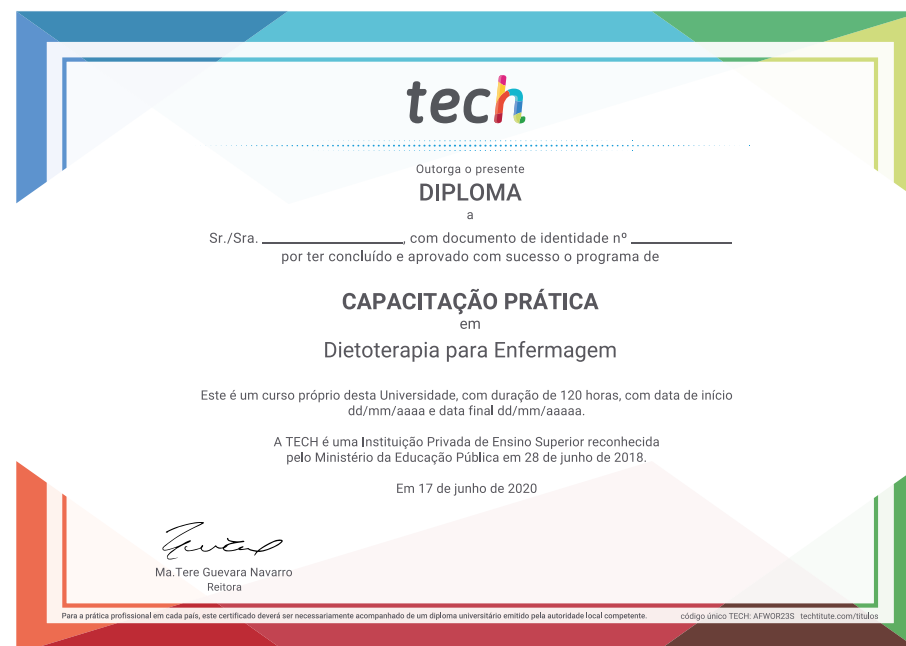 tech
Outorga o presente
DIPLOMA
a
Sr./Sra. ____________________, com documento de identidade nº ______________
por ter concluído e aprovado com sucesso o programa de
CAPACITAÇÃO PRÁTICA
em
Dietoterapia para Enfermagem
Este é um curso próprio desta Universidade, com duração de 120 horas, com data de início
dd/mm/aaaa e data final dd/mm/aaaaa.
A TECH é uma Instituição Privada de Ensino Superior reconhecida
pelo Ministério da Educação Pública em 28 de junho de 2018.
Em 17 de junho de 2020
Ma.Tere Guevara Navarro
Reitora
Para a prática profissional em cada país, este certificado deverá ser necessariamente acompanhado de um diploma universitário emitido pela autoridade local competente. código único TECH: AFWOR23S techtitute.com/titulos